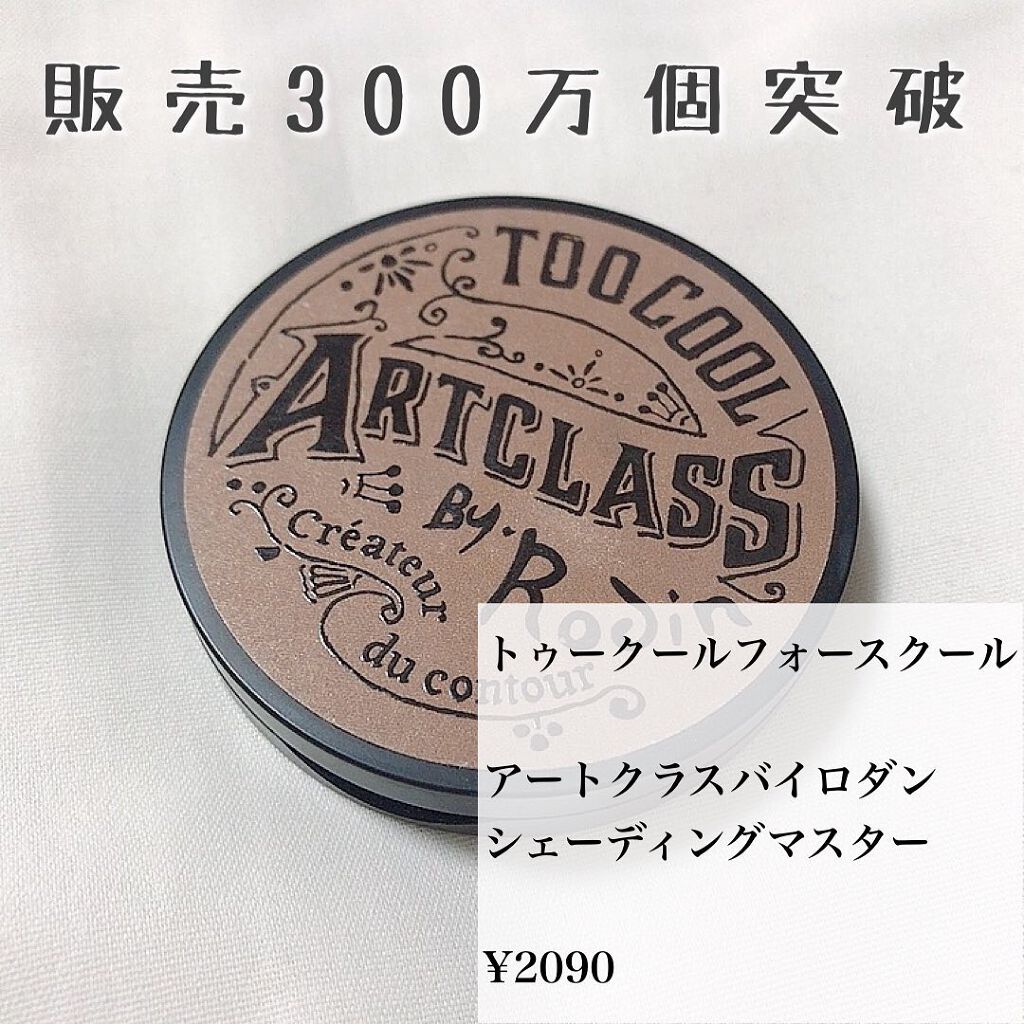 販売300万個突破
TOOCOOL
ARTCLASS
BY・Rodin
Créateur
du contour
トゥークールフォースクール
アートクラスバイロダン
シェーディングマスター
¥2090